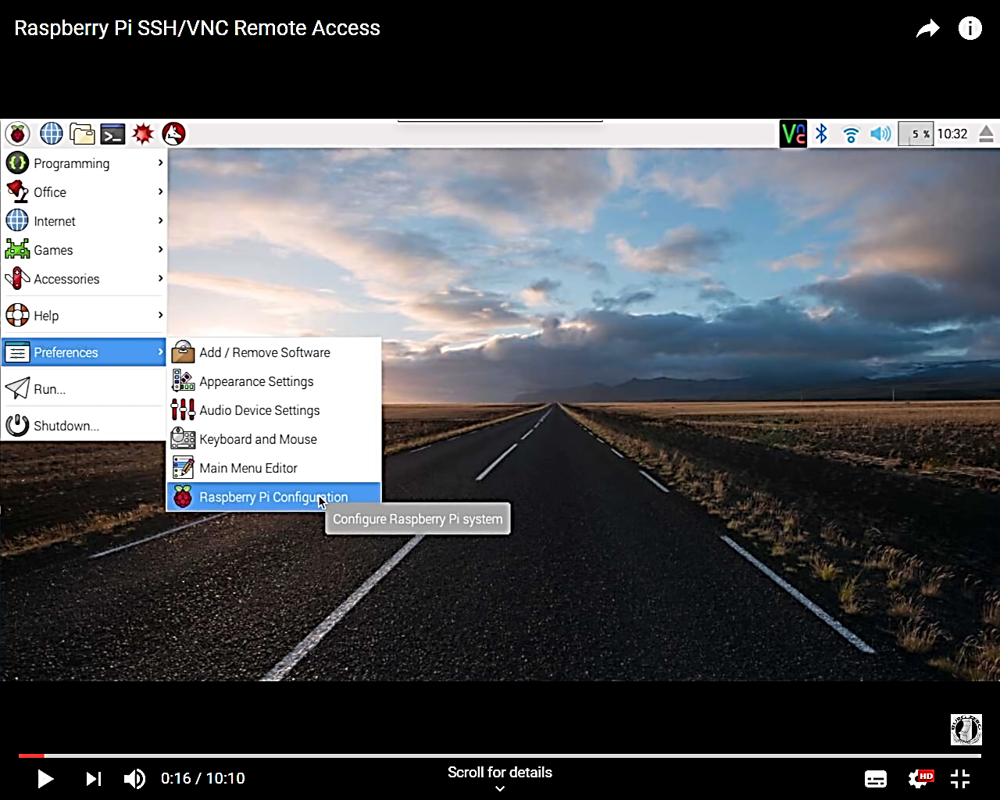 Raspberry Pi SSH/VNC Remote Access
5 %
10:32
Programming
Office
Internet
Games
Accessories
Help
Preferences
Run...
Shutdown...
Add / Remove Software
Appearance Settings
Audio Device Settings
Keyboard and Mouse
Main Menu Editor
Raspberry Pi Configuration
Configure Raspberry Pi system
0:16 / 10:10
Scroll for details
HD